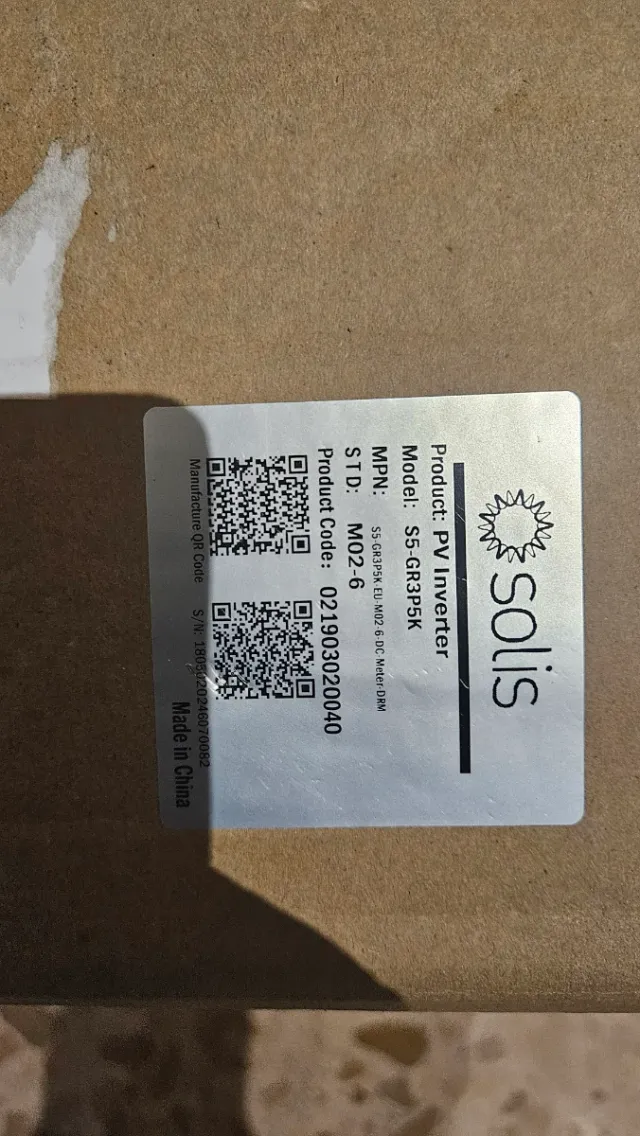 solis
Product: PV Inverter
Model: S5-GR3P5K
MPN: S5-GR3P5K-EU-M02-6-DC-Meter-DRM
STD: M02-6
Product Code: 021903020040
Manufacture QR Code
S/N: 1805020246070082
Made in China